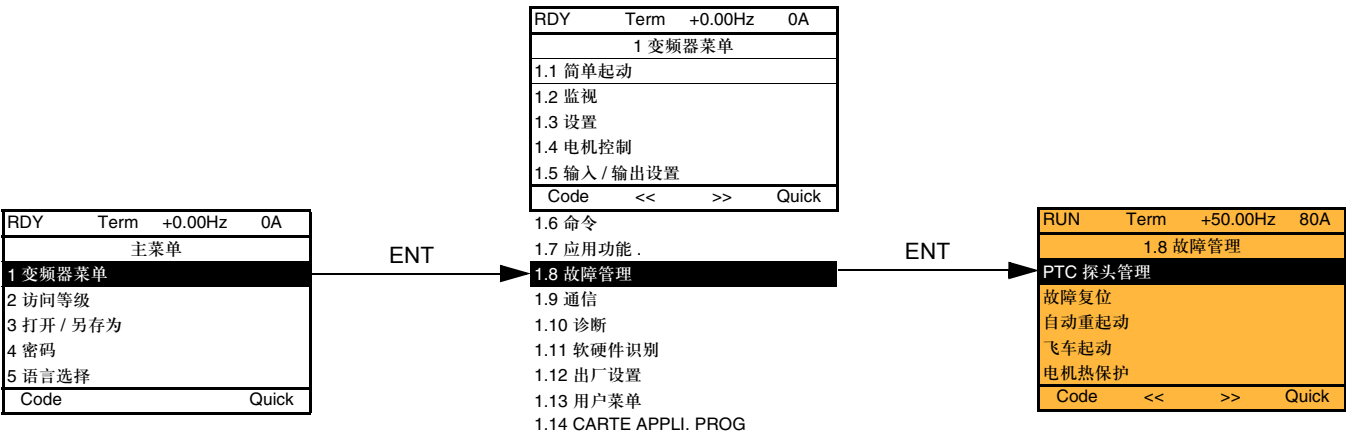 RDY Term +0.00Hz 0A
主菜单
1 变频器菜单
2 访问等级
3 打开 / 另存为
4 密码
5 语言选择
Code Quick
ENT
RDY Term +0.00Hz 0A
1 变频器菜单
1.1 简单起动
1.2 监视
1.3 设置
1.4 电机控制
1.5 输入 / 输出设置
Code << >> Quick
1.6 命令
1.7 应用功能 .
1.8 故障管理
1.9 通信
1.10 诊断
1.11 软硬件识别
1.12 出厂设置
1.13 用户菜单
1.14 CARTE APPLI. PROG
ENT
RUN Term +50.00Hz 80A
1.8 故障管理
PTC 探头管理
故障复位
自动重起动
飞车起动
电机热保护
Code << >> Quick